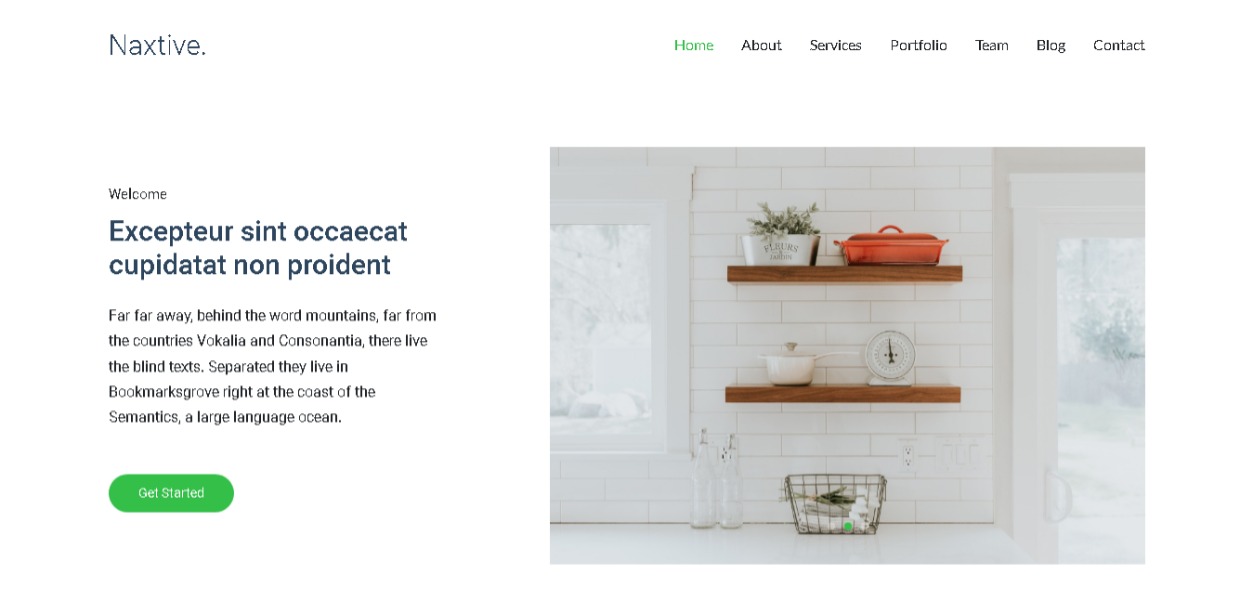 Naxtive.
Home About Services Portfolio Team Blog Contact
Welcome
Excepteur sint occaecat
cupidatat non proident
Far far away, behind the word mountains, far from
the countries Vokalia and Consonantia, there live
the blind texts. Separated they live in
Bookmarksgrove right at the coast of the
Semantics, a large language ocean.
Get Started
FLEURS
JARDIN